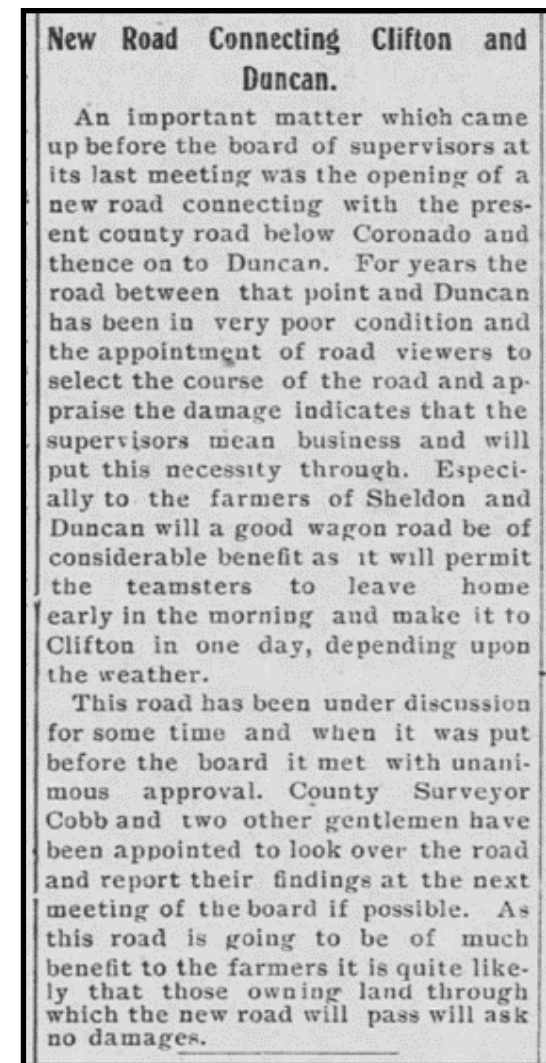 New Road Connecting Clifton and
Duncan.
An important matter which came
up before the board of supervisors at
its last meeting was the opening of a
new road connecting with the pres-
ent county road below Coronado and
thence on to Duncan. For years the
road between that point and Duncan
has been in very poor condition and
the appointment of road viewers to
select the course of the road and ap-
praise the damage indicates that the
supervisors mean business and will
put this necessity through. Especi-
ally to the farmers of Sheldon and
Duncan will a good wagon road be of
considerable benefit as it will permit
the teamsters to leave home
early in the morning and make it to
Clifton in one day, depending upon
the weather.
This road has been under discussion
for some time and when it was put
before the board it met with unani-
mous approval. County Surveyor
Cobb and two other gentlemen have
been appointed to look over the road
and report their findings at the next
meeting of the board if possible. As
this road is going to be of much
benefit to the farmers it is quite like-
ly that those owning land through
which the new road will pass will ask
no damages.